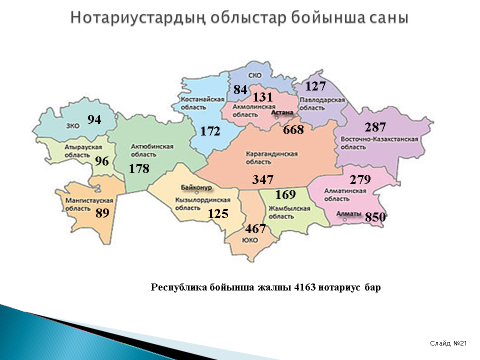 Нотариустардың облыстар бойынша саны
СКО
84
131
127
Костанайская
область
Акмолинская
область
Павлодарская
область
Астана
ЗКО
94
172
668
287
Восточно-Казахстанская
область
Атырауская
область
96
Актюбинская
область
178
Карагандинская
область
347
279
Мангистауская
область
89
Байконур
Кызылординская
область
125
169
Жамбылская
область
Алматинская
область
Алматы
850
467
ЮКО
Республика бойынша жалпы 4163 нотариус бар
Слайд №21